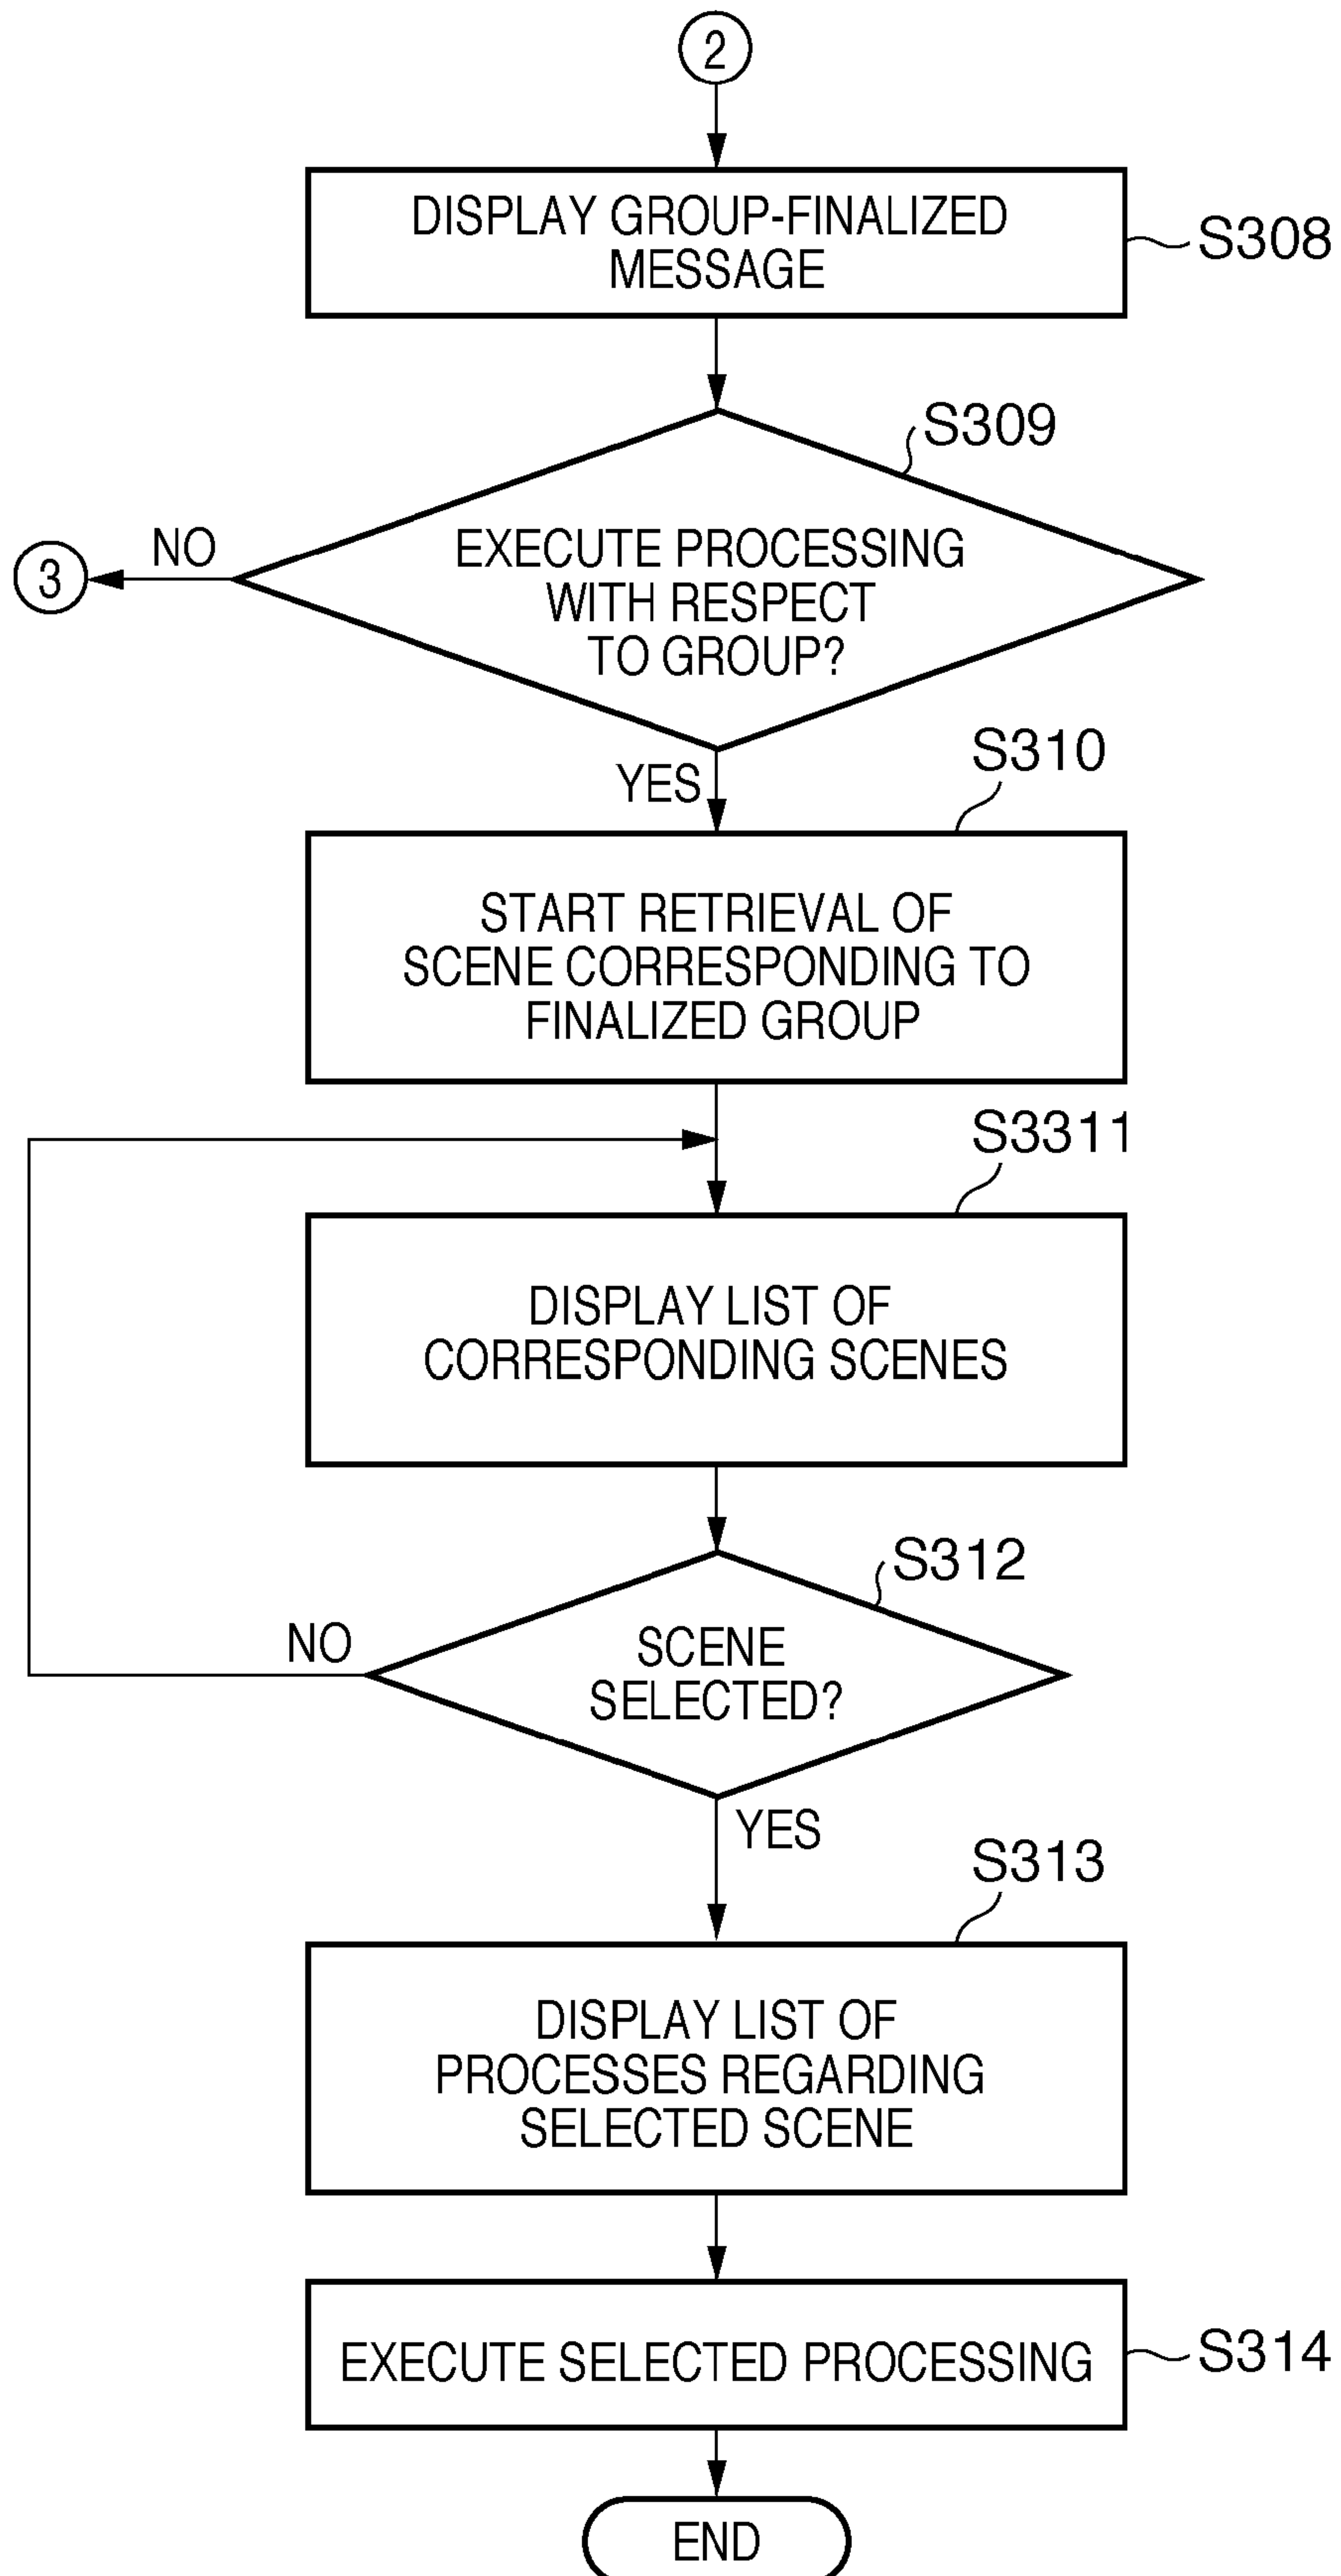 2
DISPLAY GROUP-FINALIZED
MESSAGE
S308
S309
EXECUTE PROCESSING
WITH RESPECT
TO GROUP?
NO
3
YES
S310
START RETRIEVAL OF
SCENE CORRESPONDING TO
FINALIZED GROUP
S3311
DISPLAY LIST OF
CORRESPONDING SCENES
S312
SCENE
SELECTED?
NO
YES
S313
DISPLAY LIST OF
PROCESSES REGARDING
SELECTED SCENE
EXECUTE SELECTED PROCESSING
S314
END